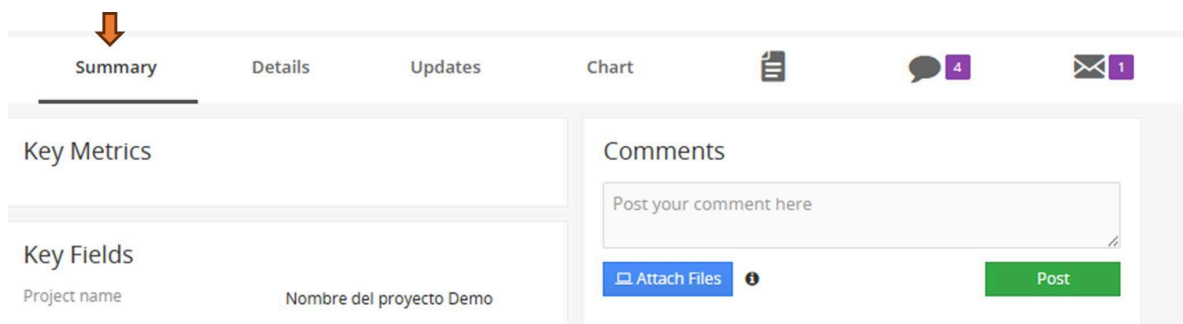 Summary Details Updates Chart 4 1
Key Metrics
Key Fields
Project name Nombre del proyecto Demo
Comments
Post your comment here
Attach Files Post